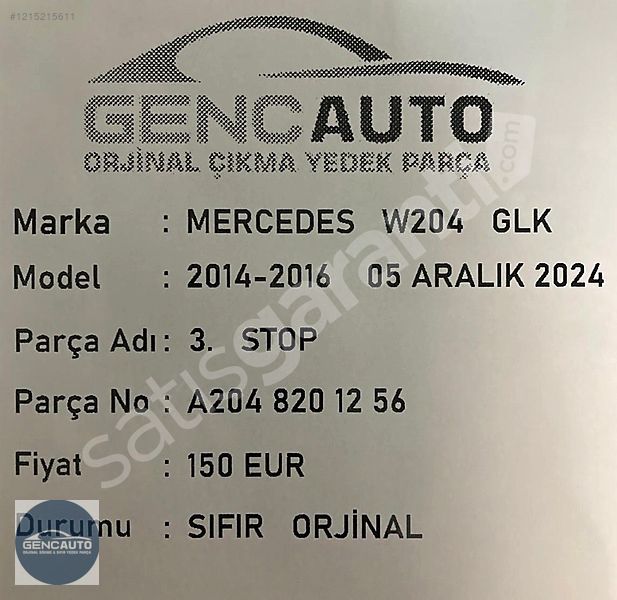 #1215215611
GENCAUTO
ORJİNAL ÇIKMA YEDEK PARÇA
Marka : MERCEDES W204 GLK
Model : 2014-2016 05 ARALIK 2024
Parça Adı : 3. STOP
Parça No : A204 820 12 56
Fiyat : 150 EUR
Durumu : SIFIR ORJİNAL
satışgaranti.com
GENCAUTO